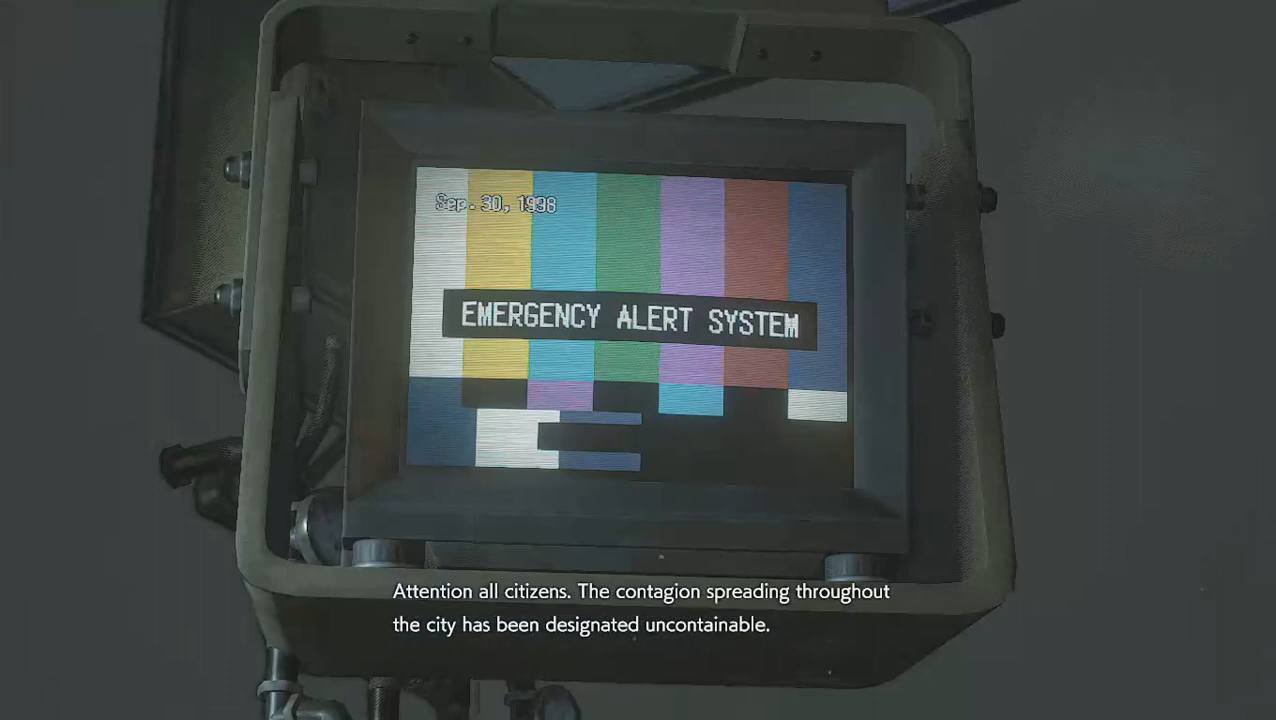 Sep. 30, 1998
EMERGENCY ALERT SYSTEM
Attention all citizens. The contagion spreading throughout
the city has been designated uncontainable.